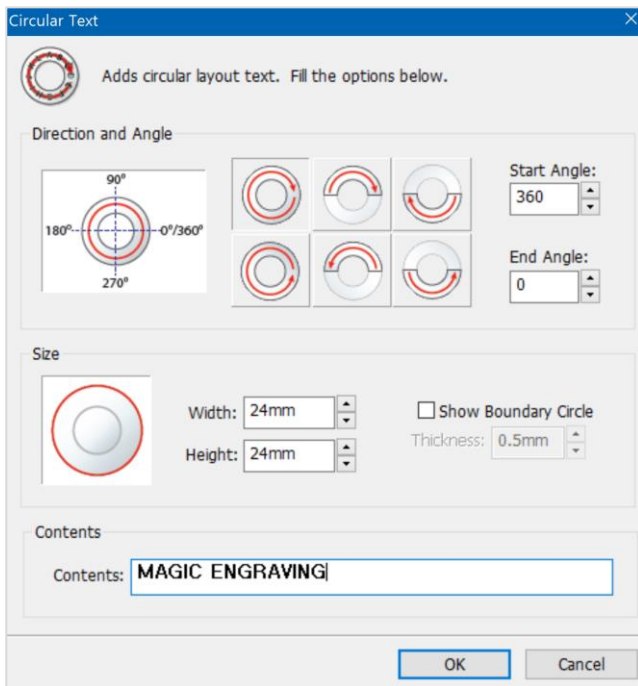 Circular Text
Adds circular layout text. Fill the options below.
Direction and Angle
90°
180°
0°/360°
270°
Start Angle:
360
End Angle:
0
Size
Width: 24mm
Height: 24mm
Show Boundary Circle
Thickness: 0.5mm
Contents
Contents: MAGIC ENGRAVING
OK Cancel